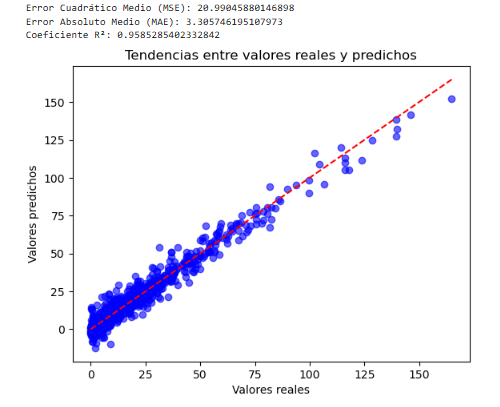 Error Cuadrático Medio (MSE): 20.99045880146898
Error Absoluto Medio (MAE): 3.305746195107973
Coeficiente R²: 0.9585285402332842
Tendencias entre valores reales y predichos
150
125
100
75
50
25
0
Valores predichos
0 25 50 75 100 125 150
Valores reales